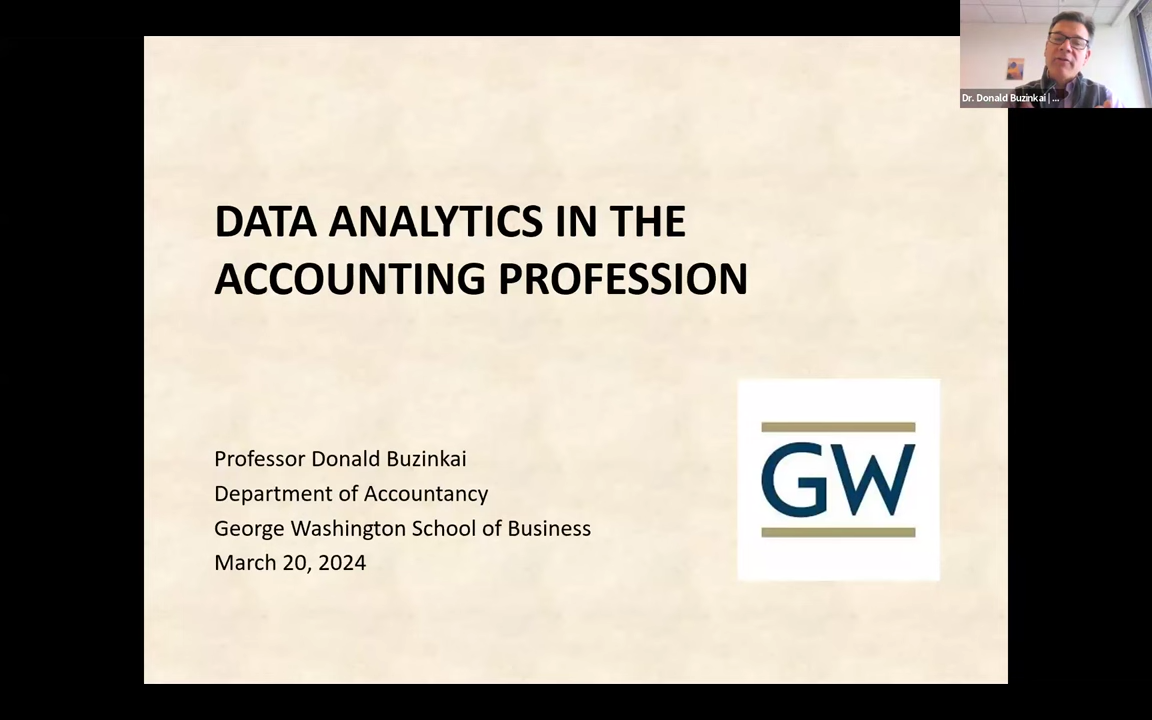 Dr. Donald Buzinkai | ...
DATA ANALYTICS IN THE
ACCOUNTING PROFESSION
Professor Donald Buzinkai
Department of Accountancy
George Washington School of Business
March 20, 2024
GW